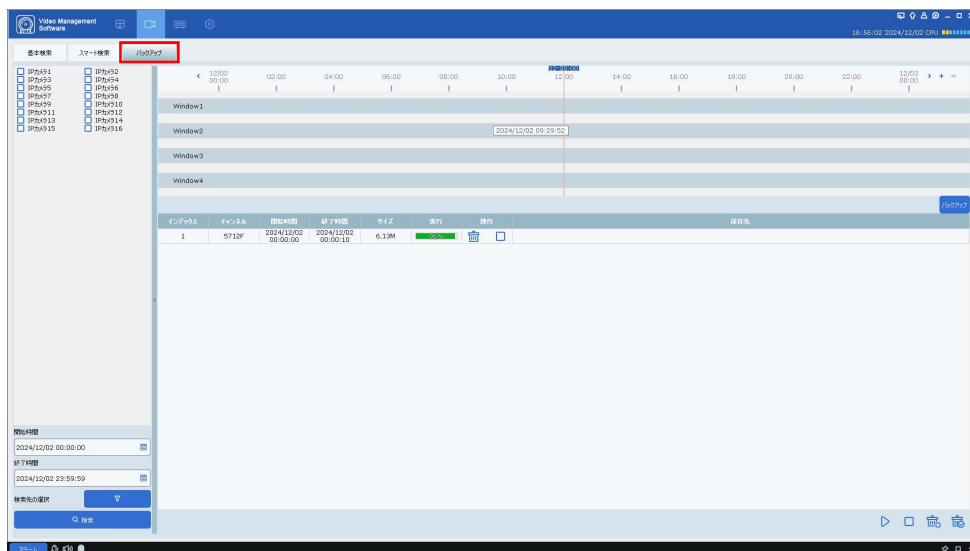 Video Management
Software
16:56:02 2024/12/02 CPU
基本検索 スマート検索 バックアップ
IPカメラ1 IPカメラ2
IPカメラ3 IPカメラ4
IPカメラ5 IPカメラ6
IPカメラ7 IPカメラ8
IPカメラ9 IPカメラ10
IPカメラ11 IPカメラ12
IPカメラ13 IPカメラ14
IPカメラ15 IPカメラ16
12:00:00
12/02 00:00 02:00 04:00 06:00 08:00 10:00 12:00 14:00 16:00 18:00 20:00 22:00 12/03 00:00
Window1
Window2
2024/12/02 09:29:52
Window3
Window4
バックアップ
インデックス チャンネル 開始時間 終了時間 サイズ 実行 操作 保存先
1 5712F 2024/12/02 00:00:00 2024/12/02 00:00:10 6.13M 96%
開始時間
2024/12/02 00:00:00
終了時間
2024/12/02 23:59:59
検索先の選択
検索
アラーム